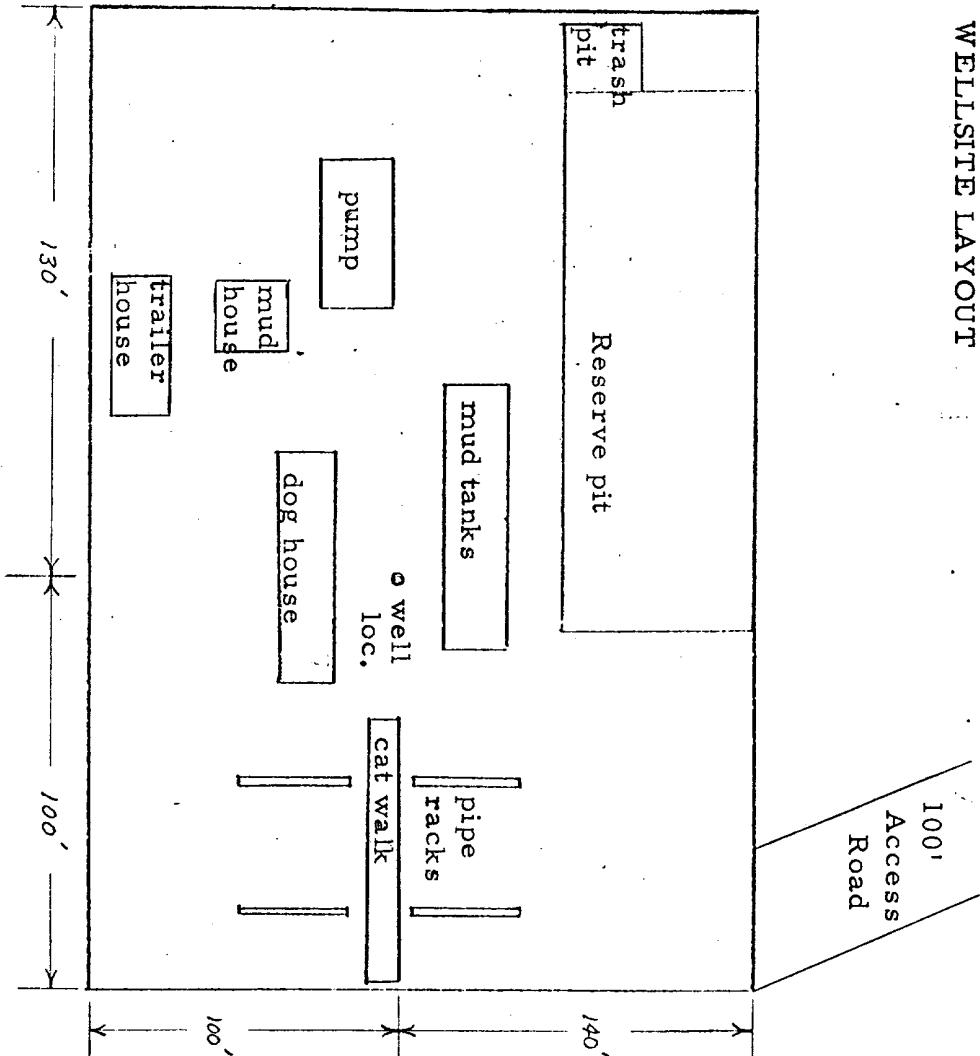 WELLSITE LAYOUT
100'
Access
Road
trash
pit
Reserve pit
pump
mud tanks
mud
house
trailer
house
dog house
well
loc.
pipe
racks
cat walk
130'
100'
100'
140'